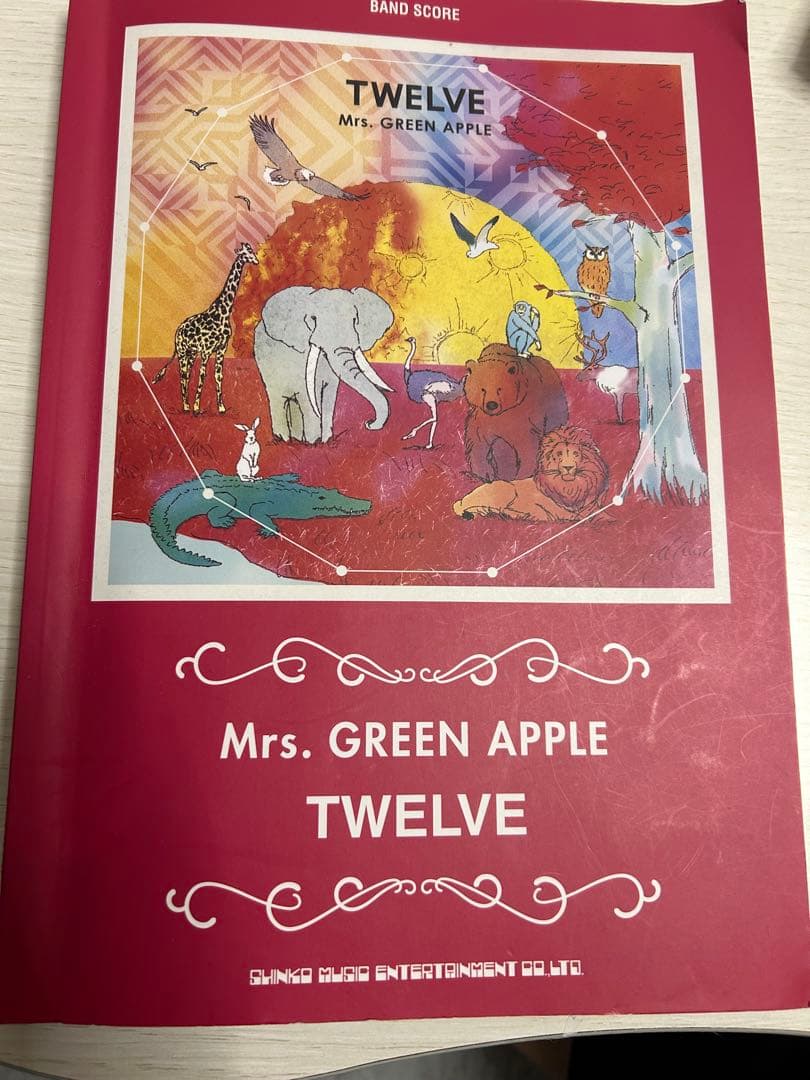 BAND SCORE
TWELVE
Mrs. GREEN APPLE
Mrs. GREEN APPLE
TWELVE
SHINKO MUSIC ENTERTAINMENT CO.,LTD.